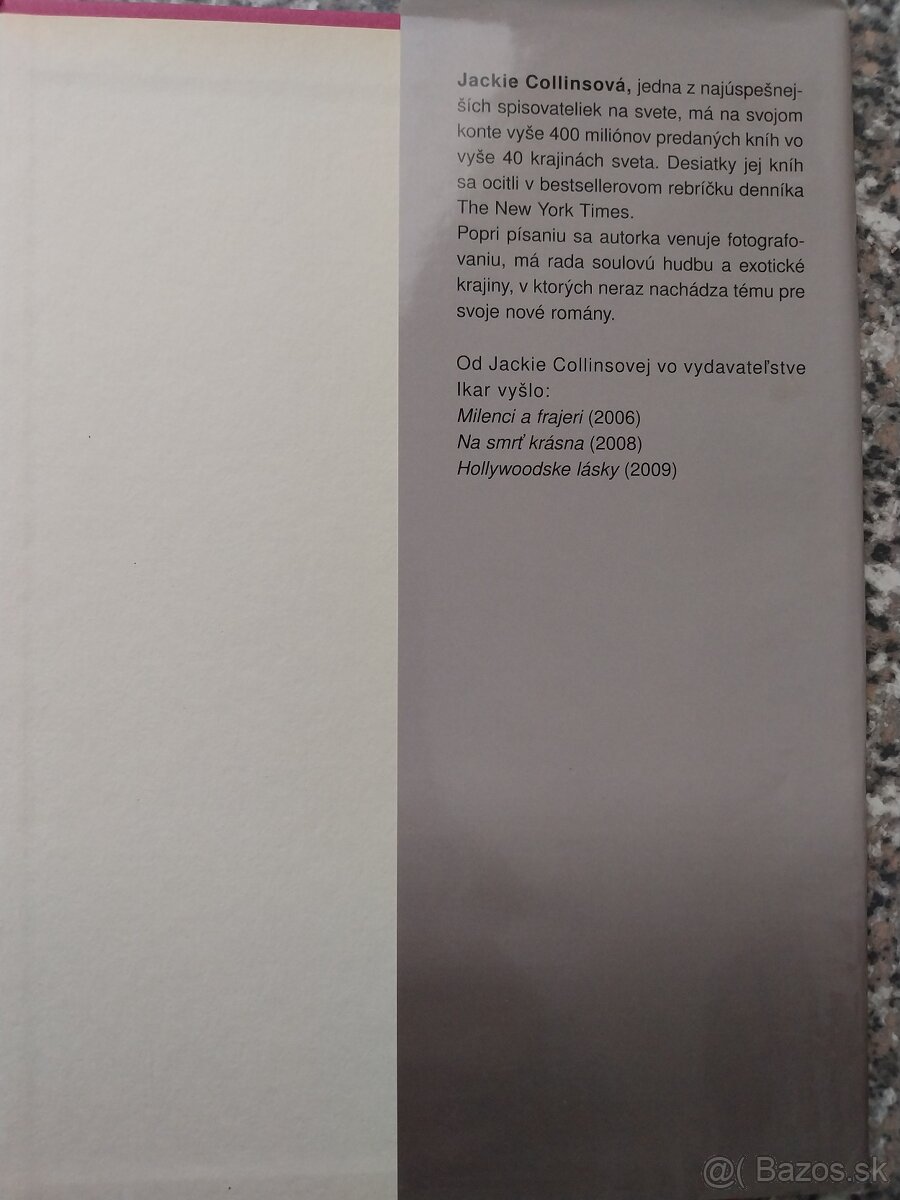 Jackie Collinsová, jedna z najúspešnej-
ších spisovateliek na svete, má na svojom
konte vyše 400 miliónov predaných kníh vo
vyše 40 krajinách sveta. Desiatky jej kníh
sa ocitli v bestsellerovom rebríčku denníka
The New York Times.
Popri písaniu sa autorka venuje fotografo-
vaniu, má rada soulovú hudbu a exotické
krajiny, v ktorých neraz nachádza tému pre
svoje nové romány.
Od Jackie Collinsovej vo vydavateľstve
Ikar vyšlo:
Milenci a frajeri (2006)
Na smrť krásna (2008)
Hollywoodske lásky (2009)
@( Bazos.sk